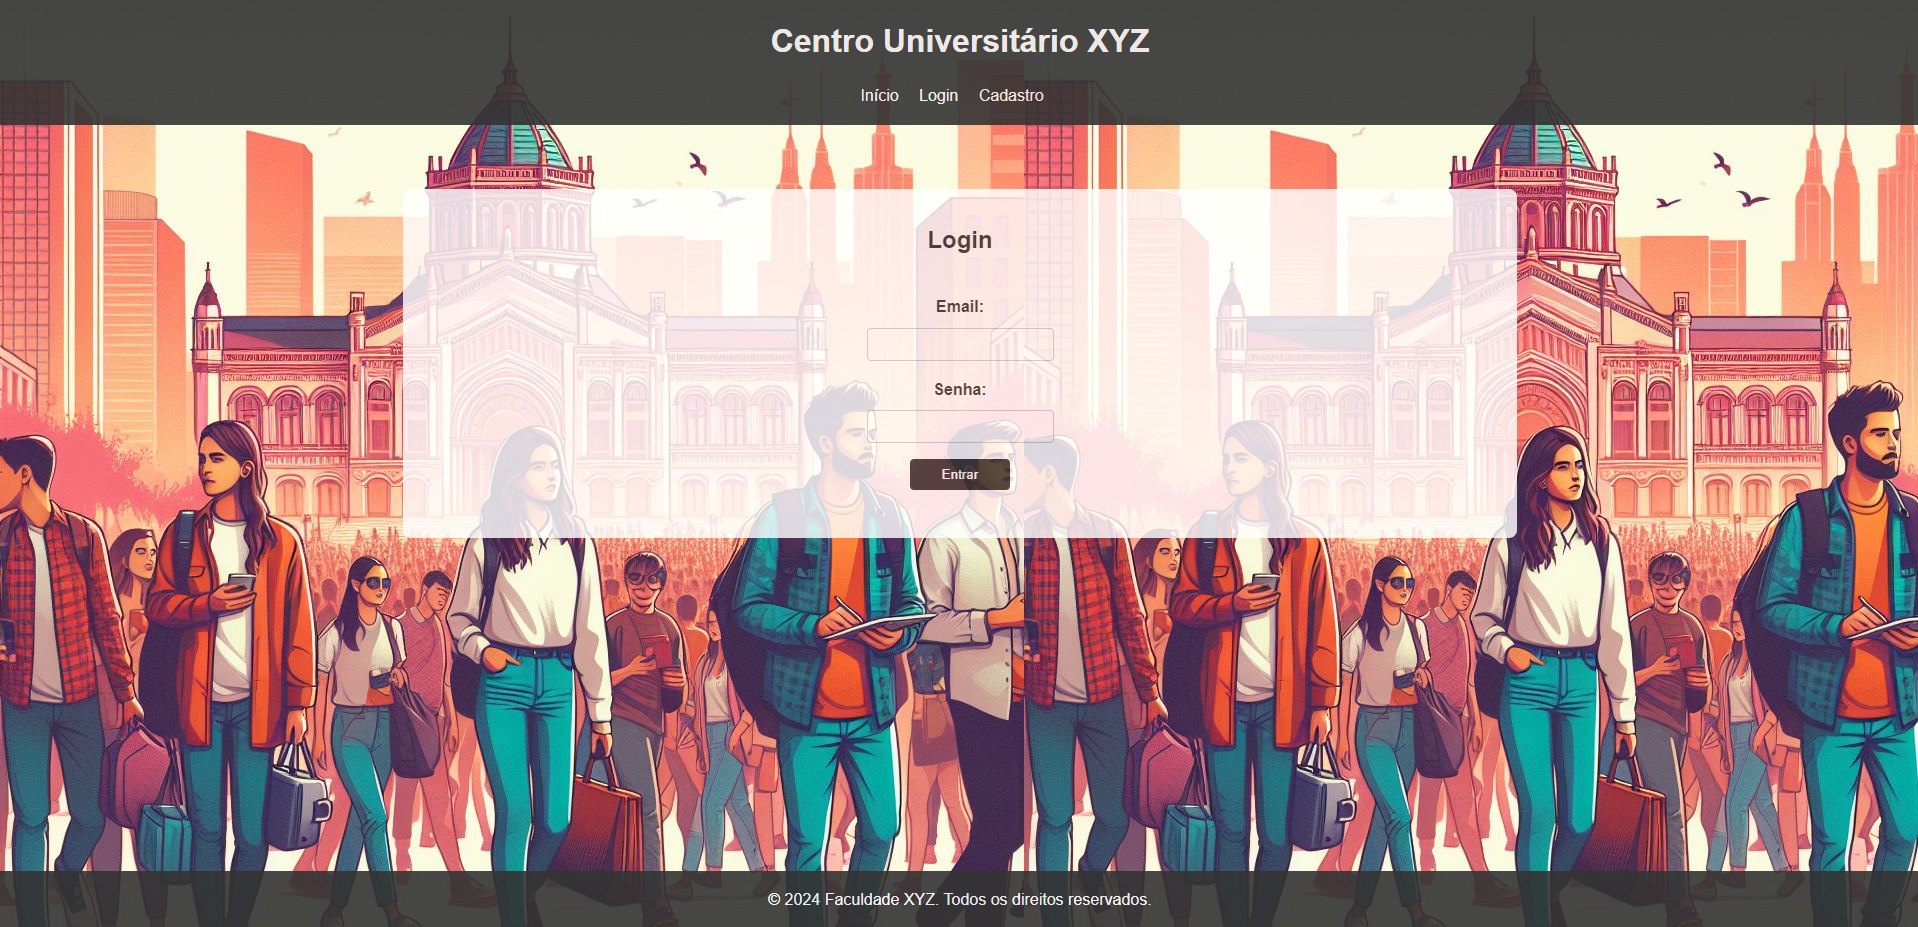 Centro Universitário XYZ
Início Login Cadastro
Login
Email:
Senha:
Entrar
© 2024 Faculdade XYZ. Todos os direitos reservados.